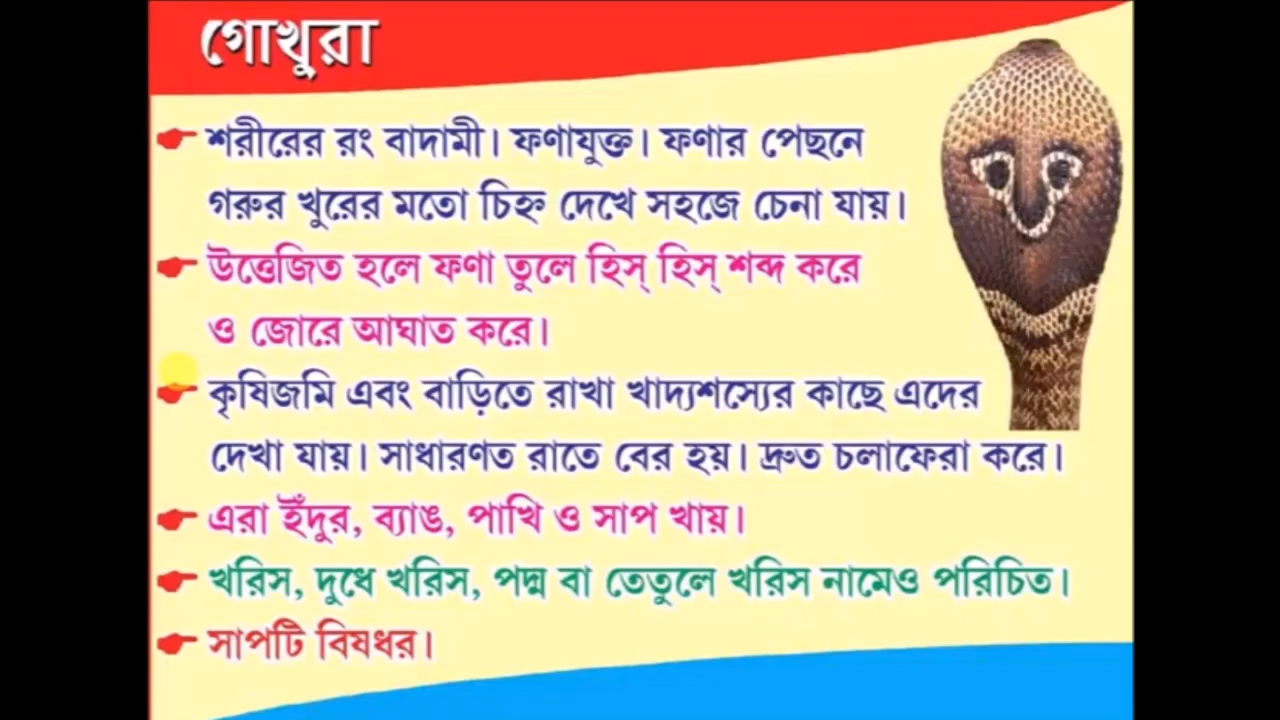 গোখুরা
শরীরের রং বাদামী। ফণাযুক্ত। ফণার পেছনে
গরুর খুরের মতো চিহ্ন দেখে সহজে চেনা যায়।
উত্তেজিত হলে ফণা তুলে হিস্ হিস্ শব্দ করে
ও জোরে আঘাত করে।
কৃষিজমি এবং বাড়িতে রাখা খাদ্যশস্যের কাছে এদের
দেখা যায়। সাধারণত রাতে বের হয়। দ্রুত চলাফেরা করে।
এরা ইঁদুর, ব্যাঙ, পাখি ও সাপ খায়।
খরিস, দুধে খরিস, পদ্ম বা তেতুলে খরিস নামেও পরিচিত।
সাপটি বিষধর।